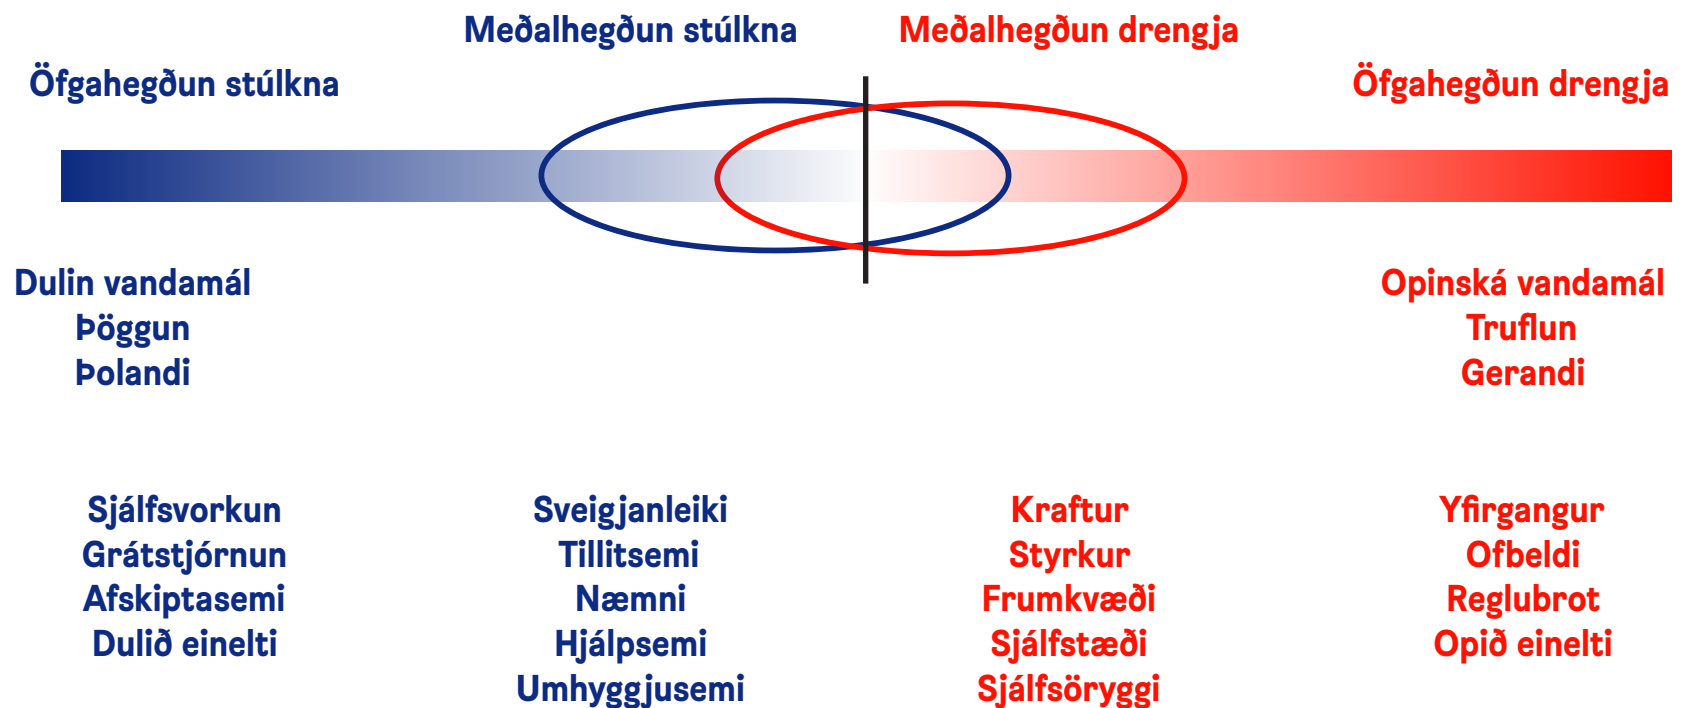 Meðalhegðun stúlkna
Meðalhegðun drengja
Öfgahegðun stúlkna
Öfgahegðun drengja
Dulin vandamál
Þöggun
Þolandi
Opinská vandamál
Truflun
Gerandi
Sjálfsvorkun
Grátstjórnun
Afskiptasemi
Dulið einelti
Sveigjanleiki
Tillitsemi
Næmni
Hjálpsemi
Umhyggjusemi
Kraftur
Styrkur
Frumkvæði
Sjálfstæði
Sjálfsöryggi
Yfirgangur
Ofbeldi
Reglubrot
Opið einelti